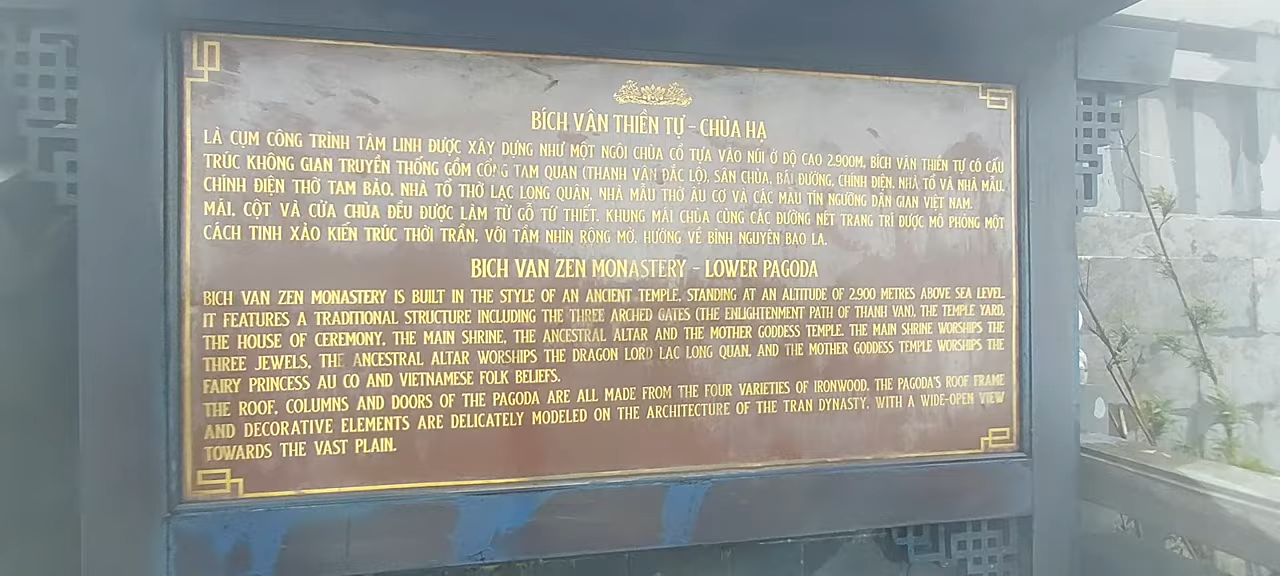 BÍCH VÂN THIỀN TỰ - CHÙA HẠ
LÀ CỤM CÔNG TRÌNH TÂM LINH ĐƯỢC XÂY DỰNG NHƯ MỘT NGÔI CHÙA CỔ TỰA VÀO NÚI Ở ĐỘ CAO 2.900M, BÍCH VÂN THIỀN TỰ CÓ CẤU
TRÚC KHÔNG GIAN TRUYỀN THỐNG GỒM CỔNG TAM QUAN (THANH VÂN ĐẮC LỘ), SÂN CHÙA, BÁI ĐƯỜNG, CHÍNH ĐIỆN, NHÀ TỔ VÀ NHÀ MẪU.
CHÍNH ĐIỆN THỜ TAM BẢO, NHÀ TỔ THỜ LẠC LONG QUÂN, NHÀ MẪU THỜ ÂU CƠ VÀ CÁC MẪU TÍN NGƯỠNG DÂN GIAN VIỆT NAM.
MÁI, CỘT VÀ CỬA CHÙA ĐỀU ĐƯỢC LÀM TỪ GỖ TỨ THIẾT. KHUNG MÁI CHÙA CÙNG CÁC ĐƯỜNG NÉT TRANG TRÍ ĐƯỢC MÔ PHỎNG MỘT
CÁCH TINH XẢO KIẾN TRÚC THỜI TRẦN, VỚI TẦM NHÌN RỘNG MỞ, HƯỚNG VỀ BÌNH NGUYÊN BAO LA.
BICH VAN ZEN MONASTERY - LOWER PAGODA
BICH VAN ZEN MONASTERY IS BUILT IN THE STYLE OF AN ANCIENT TEMPLE, STANDING AT AN ALTITUDE OF 2.900 METRES ABOVE SEA LEVEL.
IT FEATURES A TRADITIONAL STRUCTURE INCLUDING THE THREE ARCHED GATES (THE ENLIGHTENMENT PATH OF THANH VAN), THE TEMPLE YARD,
THE HOUSE OF CEREMONY, THE MAIN SHRINE, THE ANCESTRAL ALTAR AND THE MOTHER GODDESS TEMPLE. THE MAIN SHRINE WORSHIPS THE
THREE JEWELS, THE ANCESTRAL ALTAR WORSHIPS THE DRAGON LORD LAC LONG QUAN, AND THE MOTHER GODDESS TEMPLE WORSHIPS THE
FAIRY PRINCESS AU CO AND VIETNAMESE FOLK BELIEFS.
THE ROOF, COLUMNS AND DOORS OF THE PAGODA ARE ALL MADE FROM THE FOUR VARIETIES OF IRONWOOD. THE PAGODA'S ROOF FRAME
AND DECORATIVE ELEMENTS ARE DELICATELY MODELED ON THE ARCHITECTURE OF THE TRAN DYNASTY, WITH A WIDE-OPEN VIEW
TOWARDS THE VAST PLAIN.